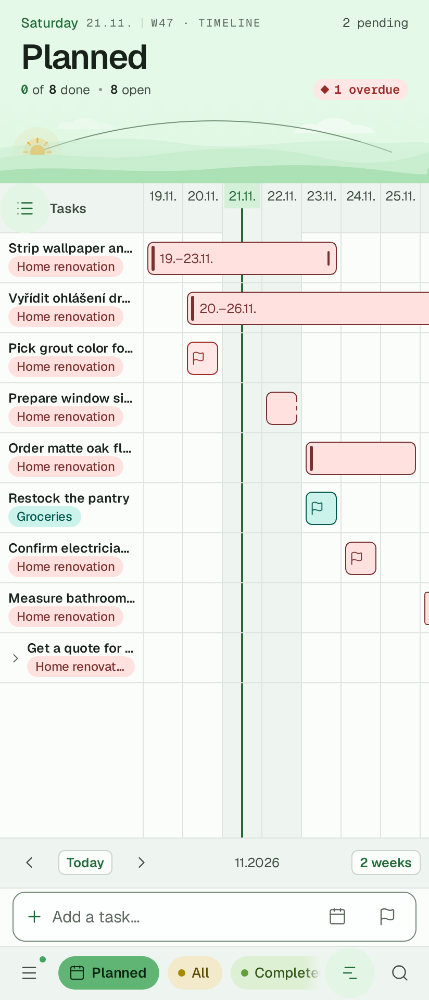 Saturday 21.11. | W47 · TIMELINE
2 pending
Planned
0 of 8 done • 8 open
◆ 1 overdue
Tasks
19.11. 20.11. 21.11. 22.11. 23.11. 24.11. 25.11.
Strip wallpaper an…
Home renovation
19.–23.11.
Vyřídit ohlášení dr…
Home renovation
20.–26.11.
Pick grout color fo…
Home renovation
Prepare window si…
Home renovation
Order matte oak fl…
Home renovation
Restock the pantry
Groceries
Confirm electricia…
Home renovation
Measure bathroom…
Home renovation
Get a quote for …
Home renovat…
Today
11.2026
2 weeks
Add a task…
Planned
All
Complete